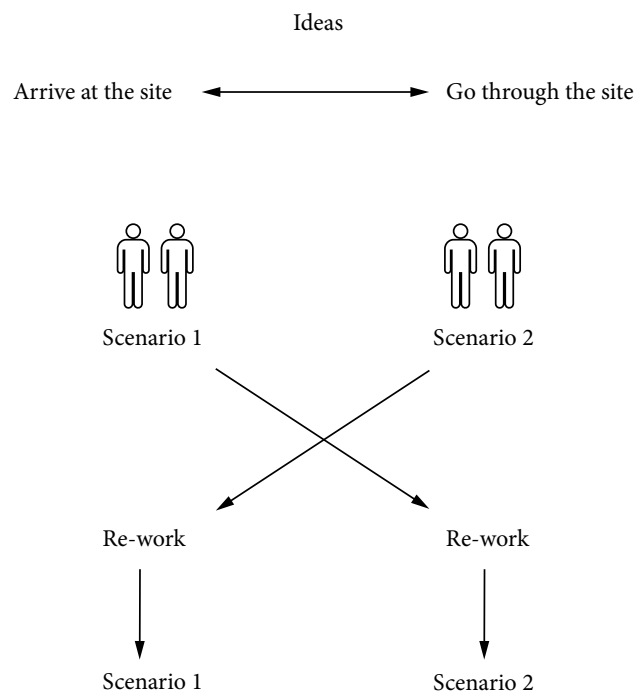 Ideas
Arrive at the site
Go through the site
Scenario 1
Scenario 2
Re-work
Re-work
Scenario 1
Scenario 2